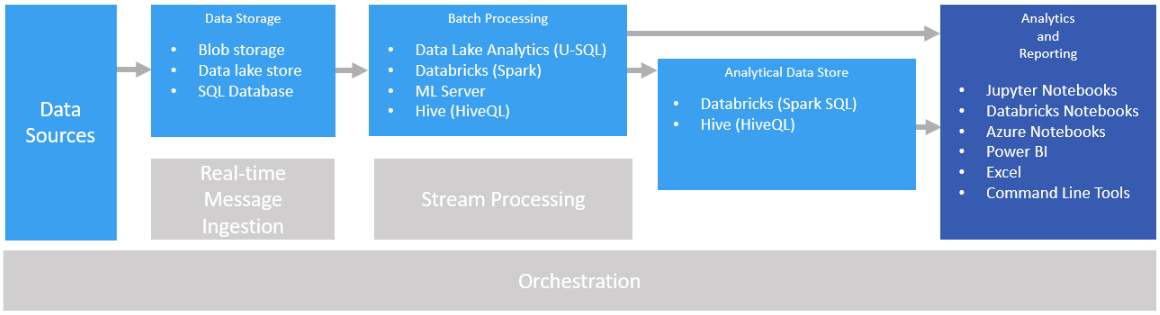 Data
Sources
Data Storage
• Blob storage
• Data lake store
• SQL Database
Real-time
Message
Ingestion
Batch Processing
• Data Lake Analytics (U-SQL)
• Databricks (Spark)
• ML Server
• Hive (HiveQL)
Stream Processing
Analytical Data Store
• Databricks (Spark SQL)
• Hive (HiveQL)
Analytics
and
Reporting
• Jupyter Notebooks
• Databricks Notebooks
• Azure Notebooks
• Power BI
• Excel
• Command Line Tools
Orchestration